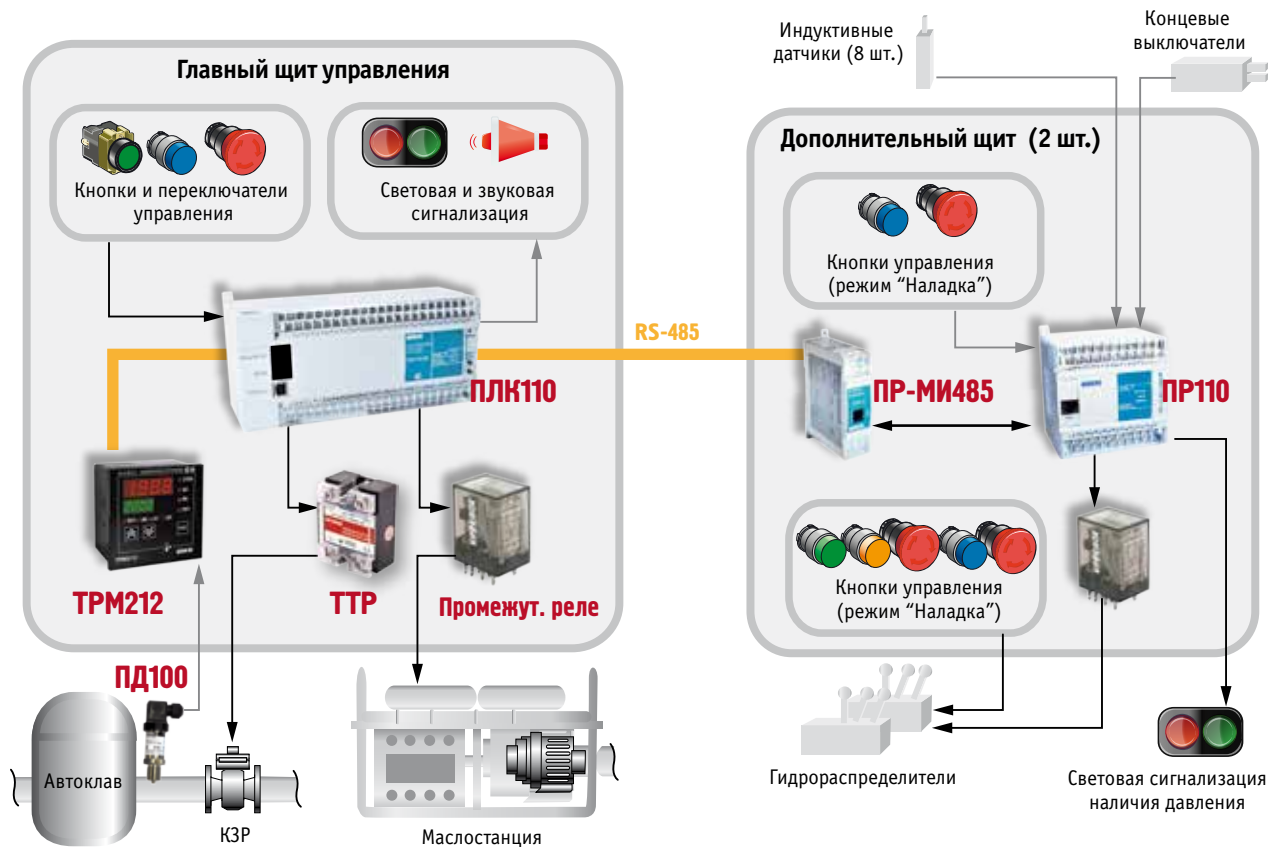 Главный щит управления
Кнопки и переключатели
управления
Световая и звуковая
сигнализация
ПЛК110
RS-485
ТРМ212
ТТР
Промежут. реле
ПД100
Автоклав
КЗР
Маслостанция
Индуктивные
датчики (8 шт.)
Концевые
выключатели
Дополнительный щит (2 шт.)
Кнопки управления
(режим “Наладка”)
ПР-МИ485
ПР110
Кнопки управления
(режим “Наладка”)
Гидрораспределители
Световая сигнализация
наличия давления